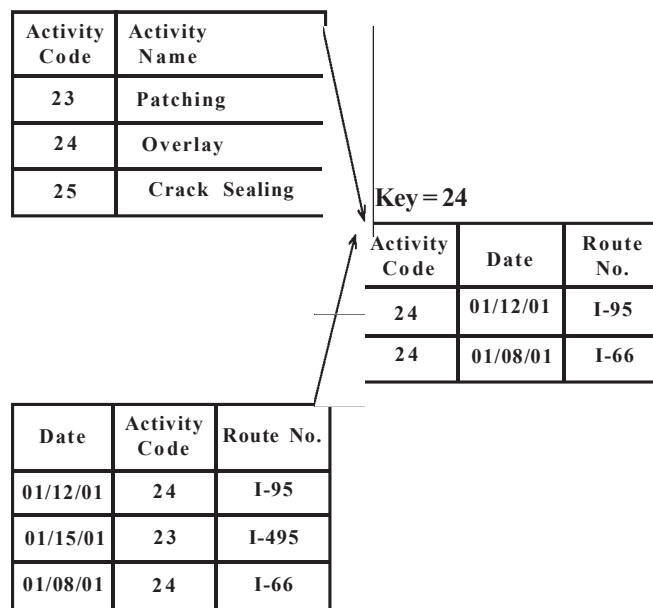 Activity Code Activity Name
23 Patching
24 Overlay
25 Crack Sealing
Key = 24
Activity Code Date Route No.
24 01/12/01 I-95
24 01/08/01 I-66
Date Activity Code Route No.
01/12/01 24 I-95
01/15/01 23 I-495
01/08/01 24 I-66